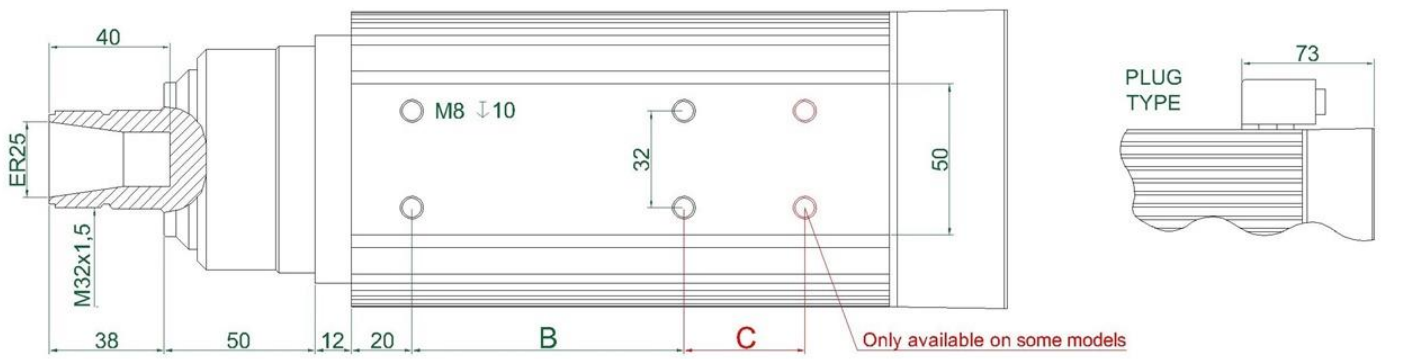 40
73
PLUG
TYPE
M8 ↧10
ER25
32
50
M32x1,5
38
50
12
20
B
C
Only available on some models